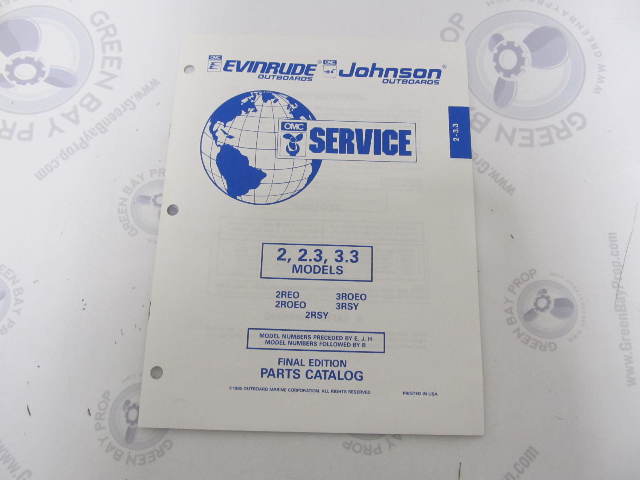 OMC
EVINRUDE®
OUTBOARDS
OMC
Johnson®
OUTBOARDS
OMC
SERVICE
2 - 3.3
2, 2.3, 3.3
MODELS
2REO 3ROEO
2ROEO 3RSY
2RSY
MODEL NUMBERS PRECEDED BY E, J, H
MODEL NUMBERS FOLLOWED BY R
FINAL EDITION
PARTS CATALOG
©1995 OUTBOARD MARINE CORPORATION. ALL RIGHTS RESERVED
PRINTED IN USA
GREEN BAY PROP
www.GreenBayProp.com